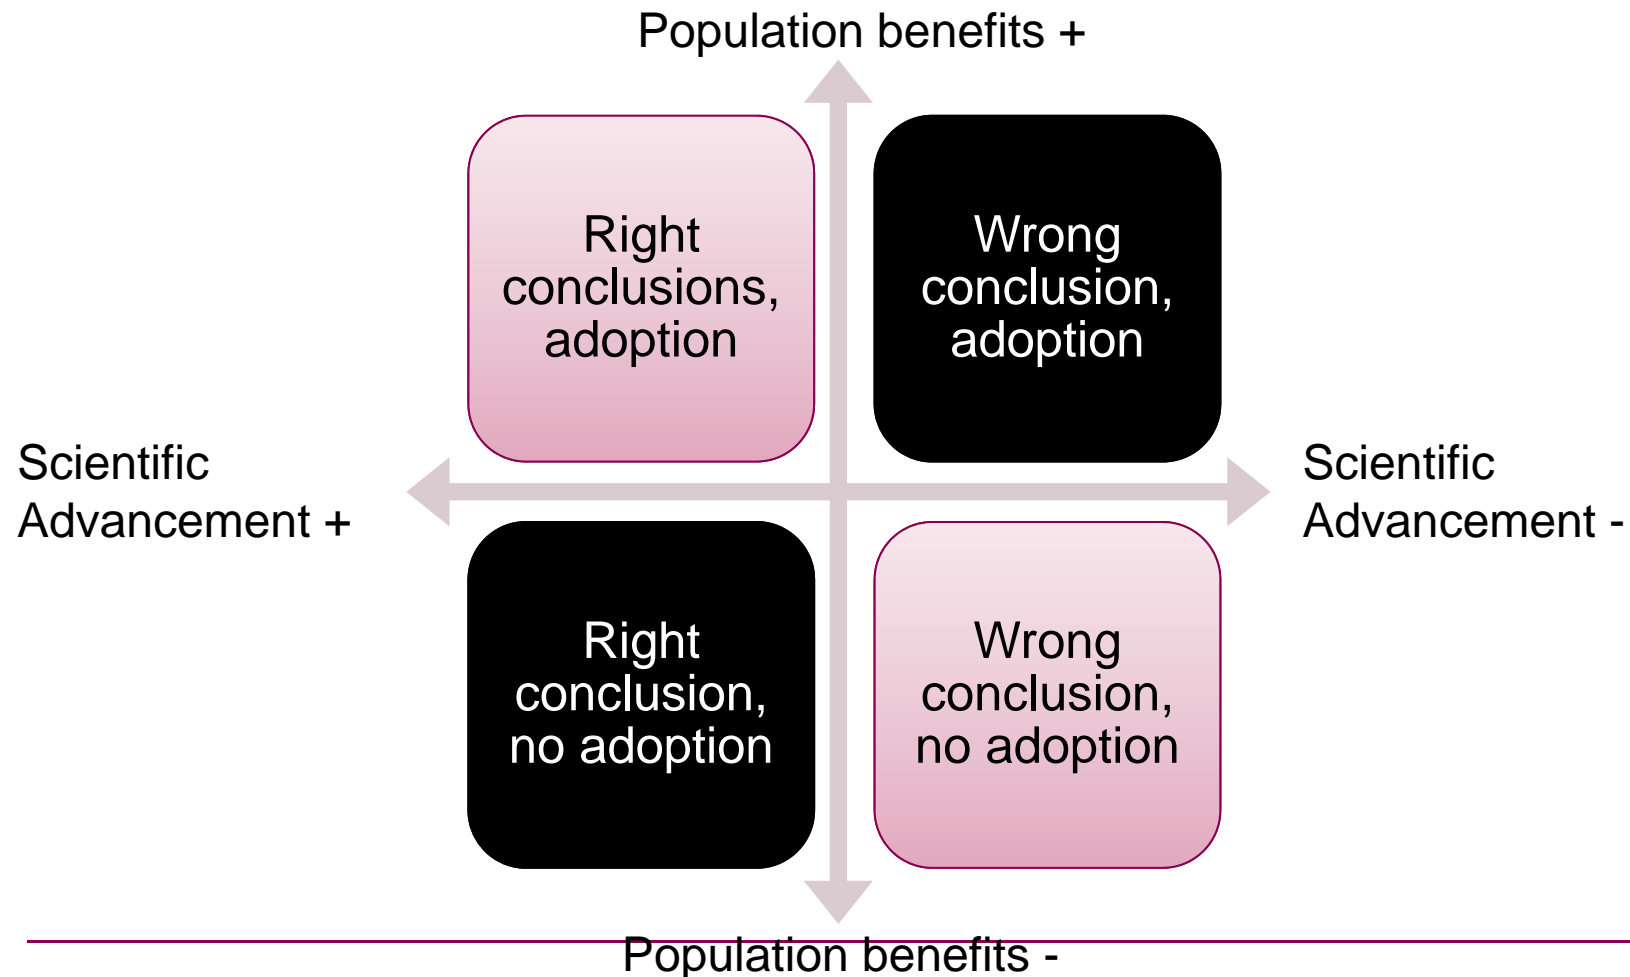 Population benefits +
Right
conclusions,
adoption
Wrong
conclusion,
adoption
Scientific
Advancement +
Scientific
Advancement -
Right
conclusion,
no adoption
Wrong
conclusion,
no adoption
Population benefits -